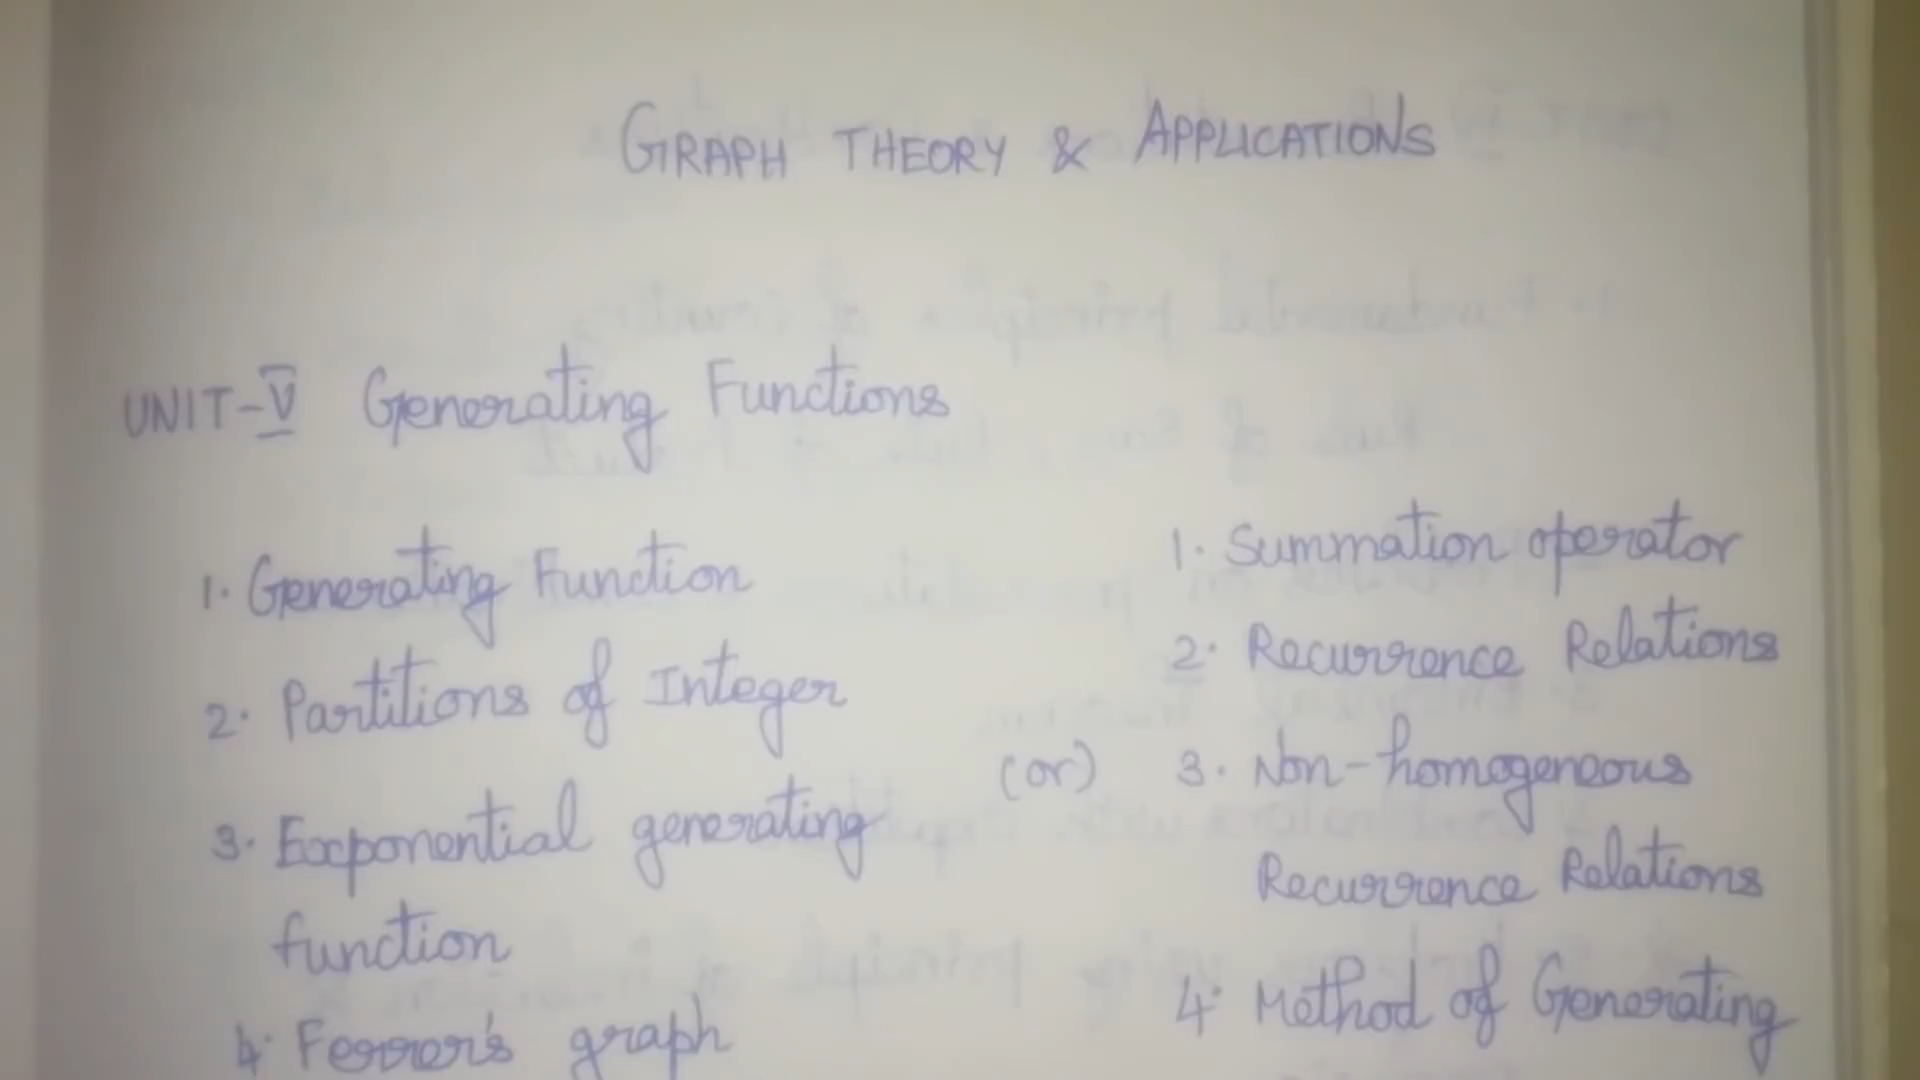 GRAPH THEORY & APPLICATIONS
UNIT-V Generating Functions
1. Generating Function
2. Partitions of Integer
3. Exponential generating
function
4. Ferrer's graph
(or)
1. Summation operator
2. Recurrence Relations
3. Non-homogeneous
Recurrence Relations
4. Method of Generating